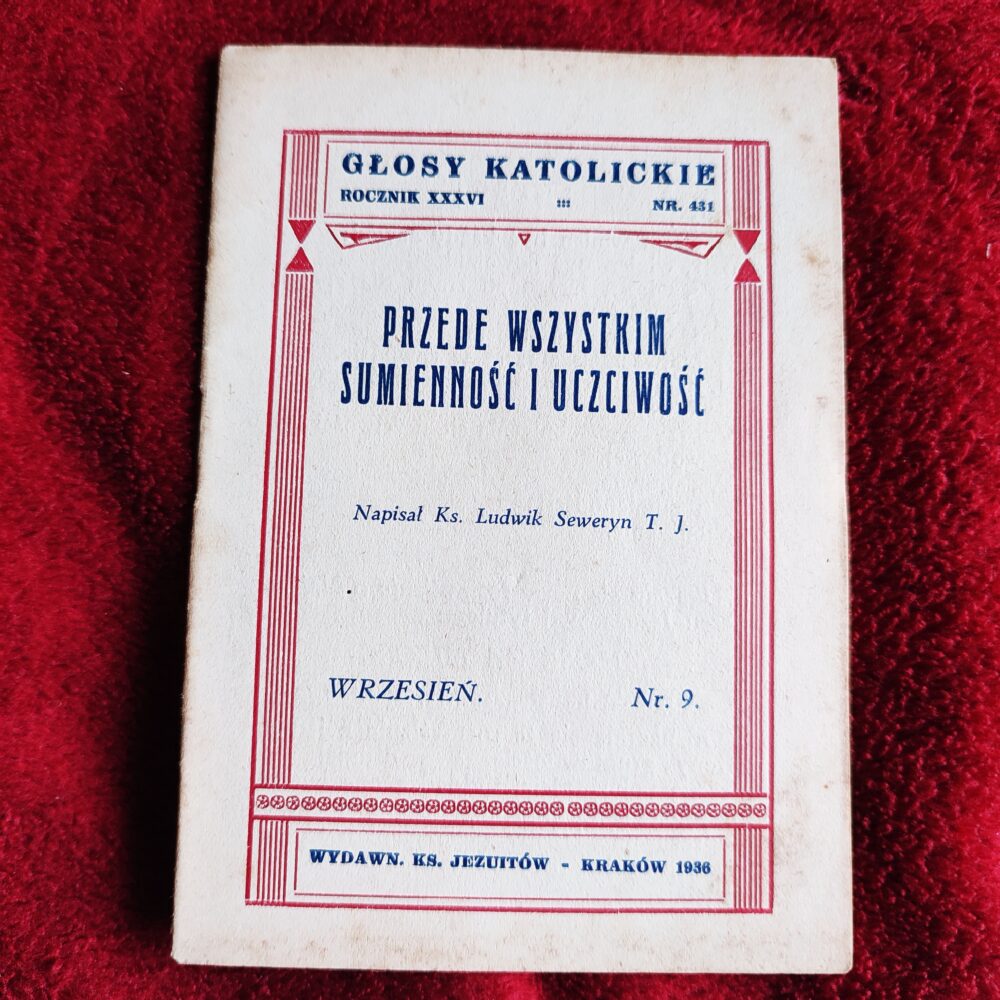 GŁOSY KATOLICKIE
ROCZNIK XXXVI ::: NR. 431
PRZEDE WSZYSTKIM
SUMIENNOŚĆ I UCZCIWOŚĆ
Napisał Ks. Ludwik Seweryn T. J.
WRZESIEŃ. Nr. 9.
WYDAWN. KS. JEZUITÓW - KRAKÓW 1936